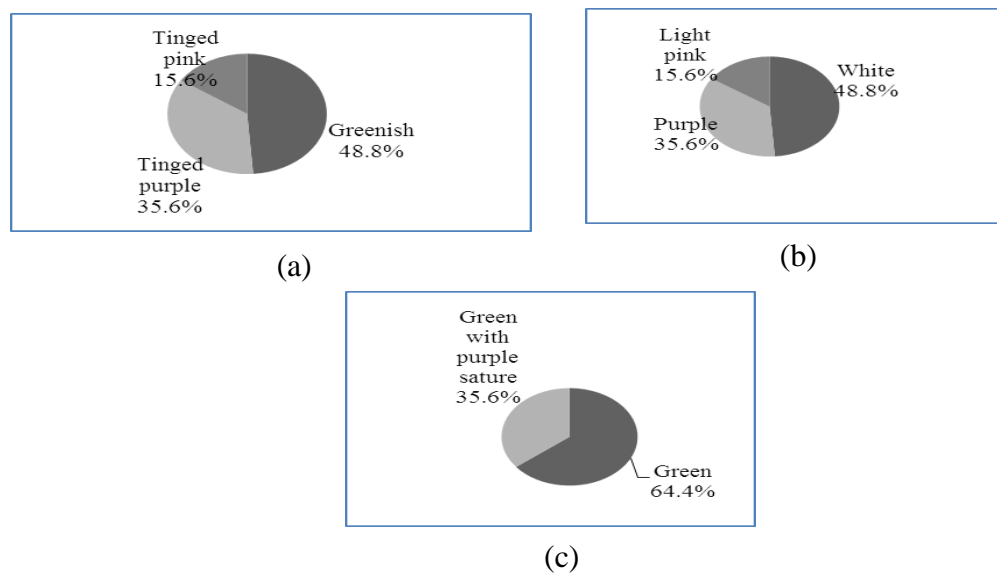 Tinged
pink
15.6%
Greenish
48.8%
Tinged
purple
35.6%
(a)
Light
pink
15.6%
White
48.8%
Purple
35.6%
(b)
Green
with
purple
sature
35.6%
Green
64.4%
(c)